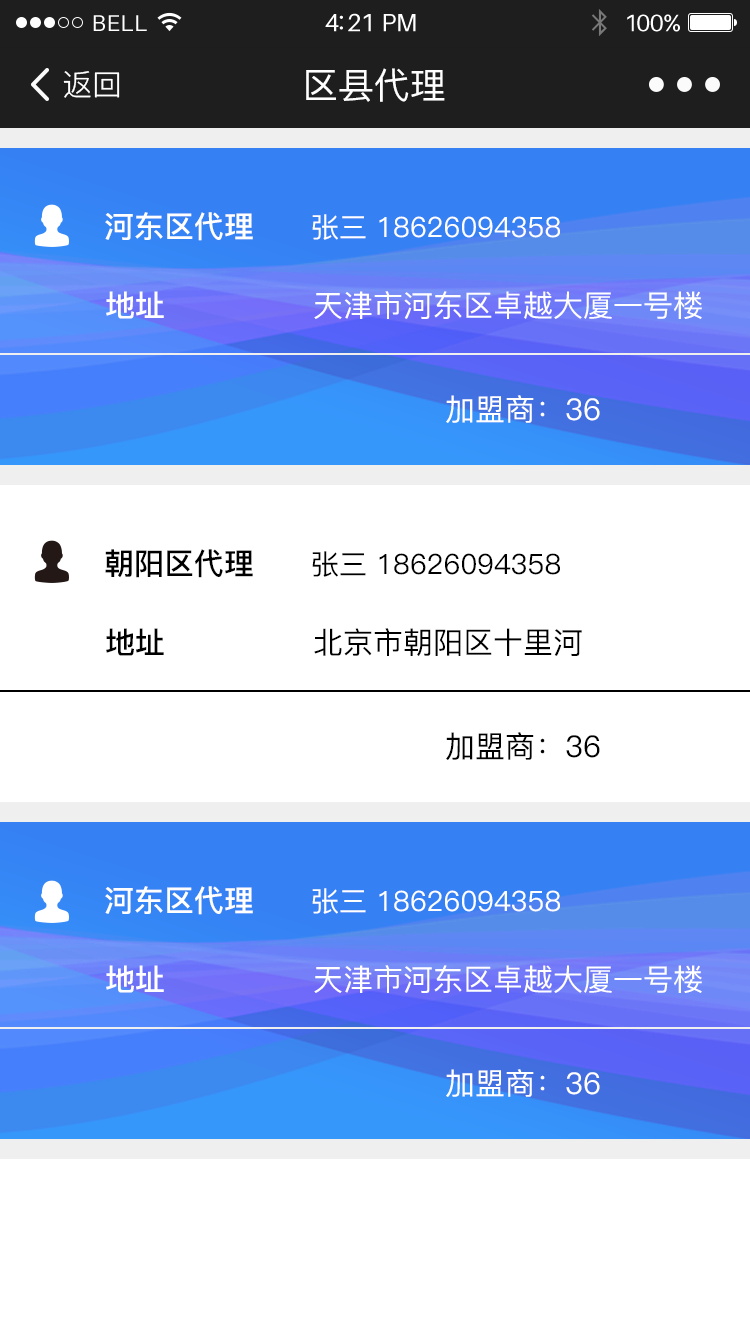 BELL 4:21 PM 100%
返回 区县代理
河东区代理 张三 18626094358
地址 天津市河东区卓越大厦一号楼
加盟商：36
朝阳区代理 张三 18626094358
地址 北京市朝阳区十里河
加盟商：36
河东区代理 张三 18626094358
地址 天津市河东区卓越大厦一号楼
加盟商：36